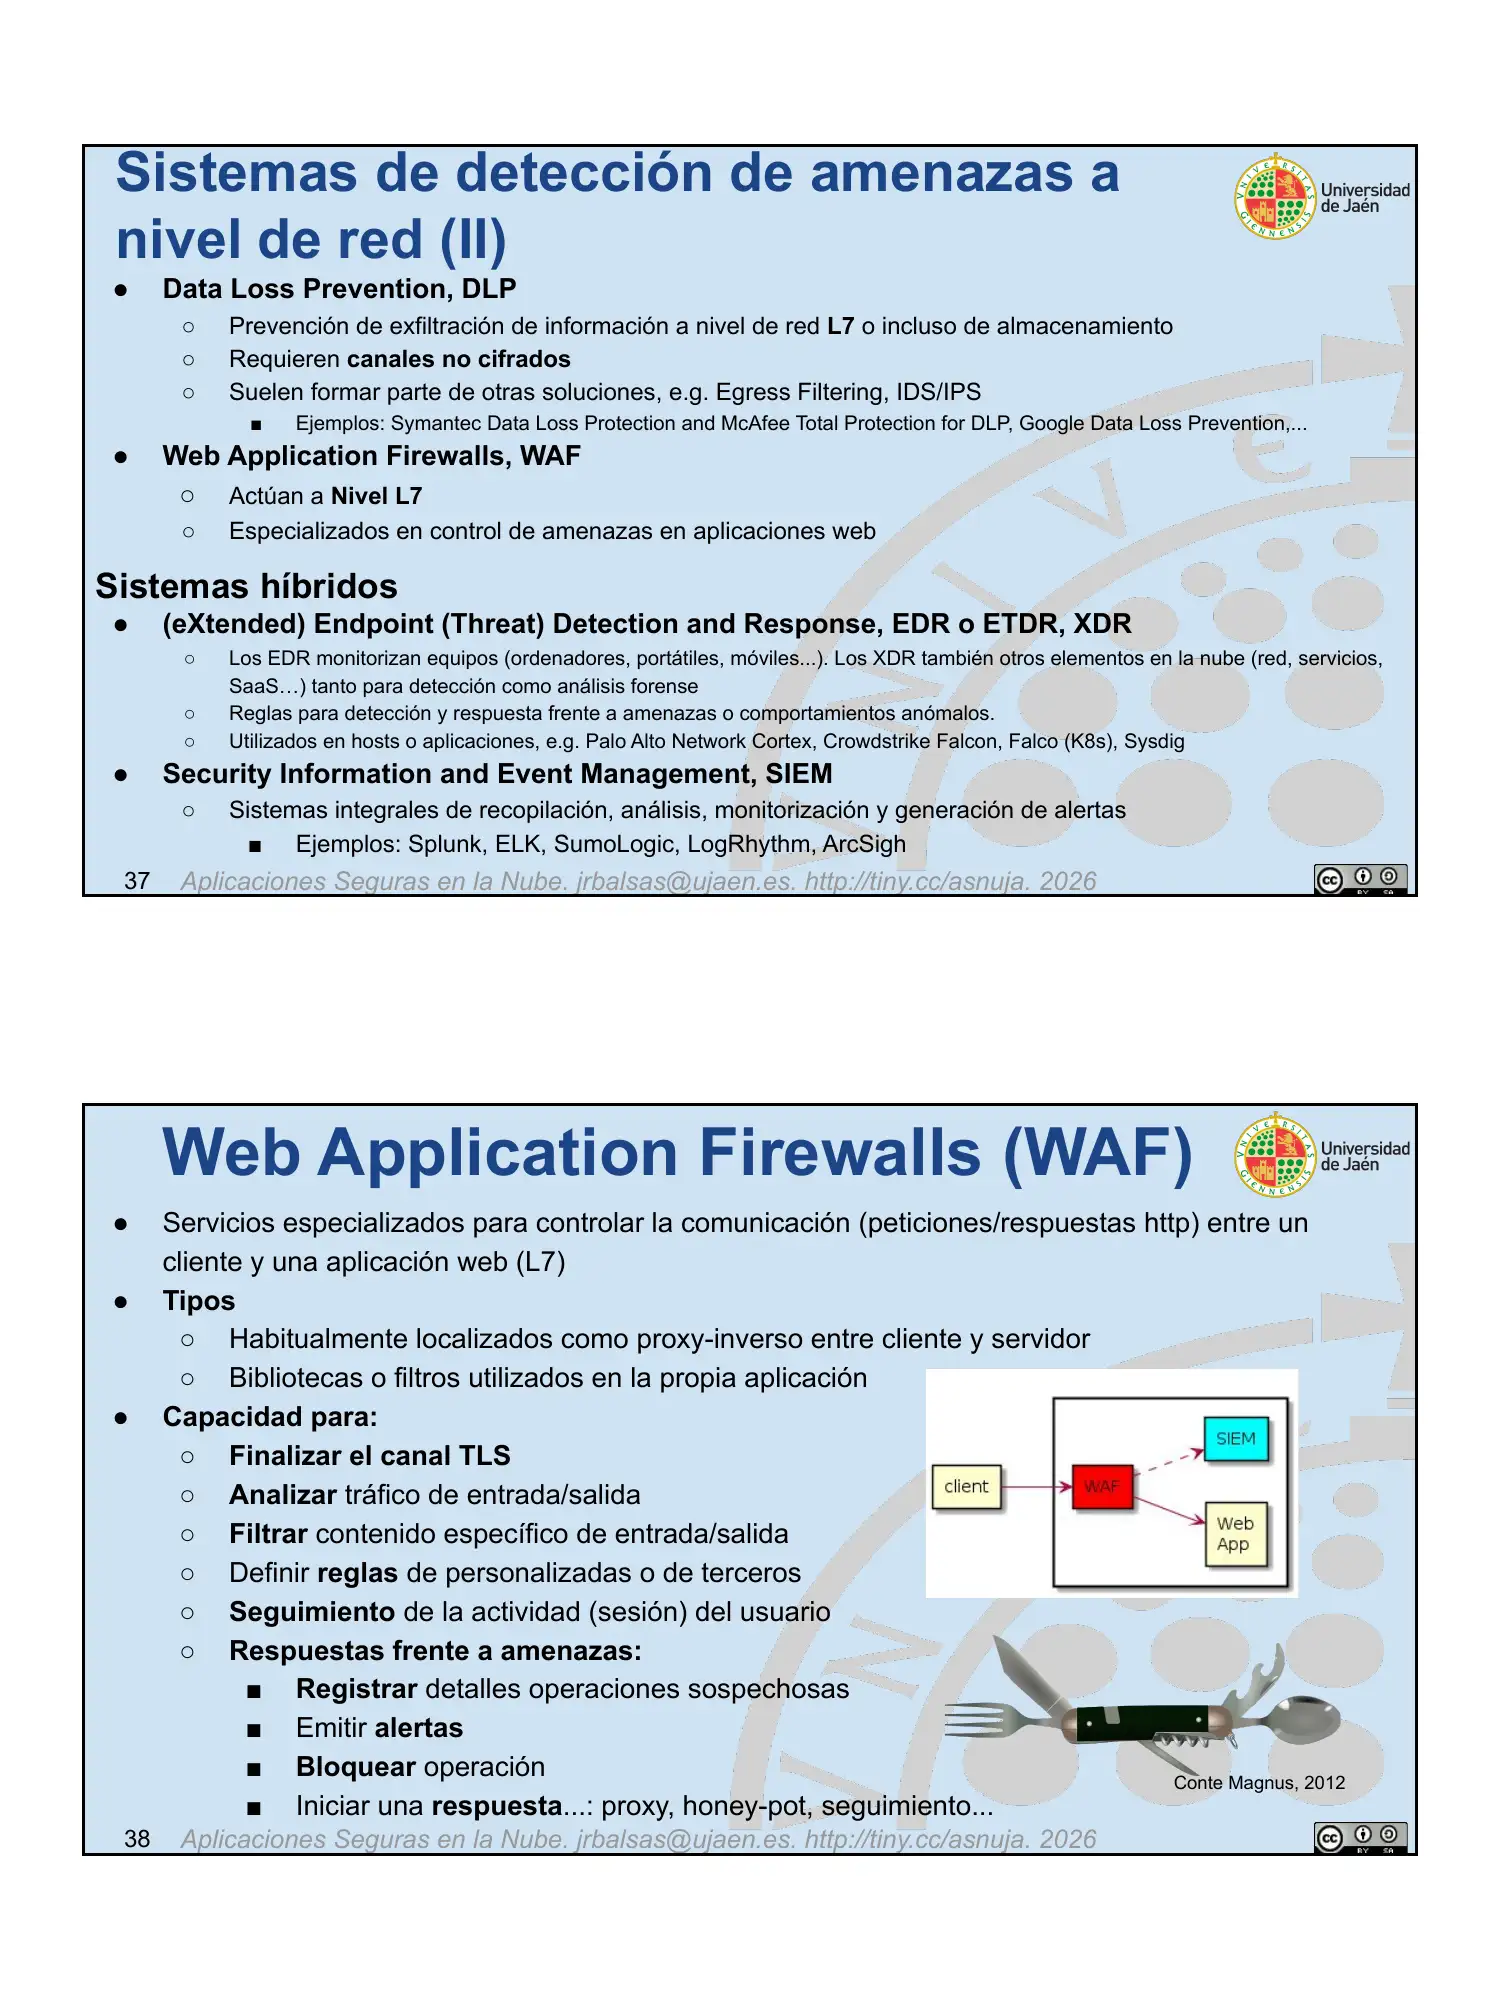 Sistemas de detección de amenazas a
nivel de red (II)
Universidad
de Jaén
● Data Loss Prevention, DLP
○ Prevención de exfiltración de información a nivel de red L7 o incluso de almacenamiento
○ Requieren canales no cifrados
○ Suelen formar parte de otras soluciones, e.g. Egress Filtering, IDS/IPS
■ Ejemplos: Symantec Data Loss Protection and McAfee Total Protection for DLP, Google Data Loss Prevention,...
● Web Application Firewalls, WAF
○ Actúan a Nivel L7
○ Especializados en control de amenazas en aplicaciones web
Sistemas híbridos
● (eXtended) Endpoint (Threat) Detection and Response, EDR o ETDR, XDR
○ Los EDR monitorizan equipos (ordenadores, portátiles, móviles...). Los XDR también otros elementos en la nube (red, servicios,
SaaS…) tanto para detección como análisis forense
○ Reglas para detección y respuesta frente a amenazas o comportamientos anómalos.
○ Utilizados en hosts o aplicaciones, e.g. Palo Alto Network Cortex, Crowdstrike Falcon, Falco (K8s), Sysdig
● Security Information and Event Management, SIEM
○ Sistemas integrales de recopilación, análisis, monitorización y generación de alertas
■ Ejemplos: Splunk, ELK, SumoLogic, LogRhythm, ArcSigh
37 Aplicaciones Seguras en la Nube. jrbalsas@ujaen.es. http://tiny.cc/asnuja. 2026
cc BY SA
Web Application Firewalls (WAF)
Universidad
de Jaén
● Servicios especializados para controlar la comunicación (peticiones/respuestas http) entre un
cliente y una aplicación web (L7)
● Tipos
○ Habitualmente localizados como proxy-inverso entre cliente y servidor
○ Bibliotecas o filtros utilizados en la propia aplicación
● Capacidad para:
○ Finalizar el canal TLS
○ Analizar tráfico de entrada/salida
○ Filtrar contenido específico de entrada/salida
○ Definir reglas de personalizadas o de terceros
○ Seguimiento de la actividad (sesión) del usuario
○ Respuestas frente a amenazas:
■ Registrar detalles operaciones sospechosas
■ Emitir alertas
■ Bloquear operación
■ Iniciar una respuesta...: proxy, honey-pot, seguimiento...
client
WAF
SIEM
Web
App
Conte Magnus, 2012
38 Aplicaciones Seguras en la Nube. jrbalsas@ujaen.es. http://tiny.cc/asnuja. 2026
cc BY SA